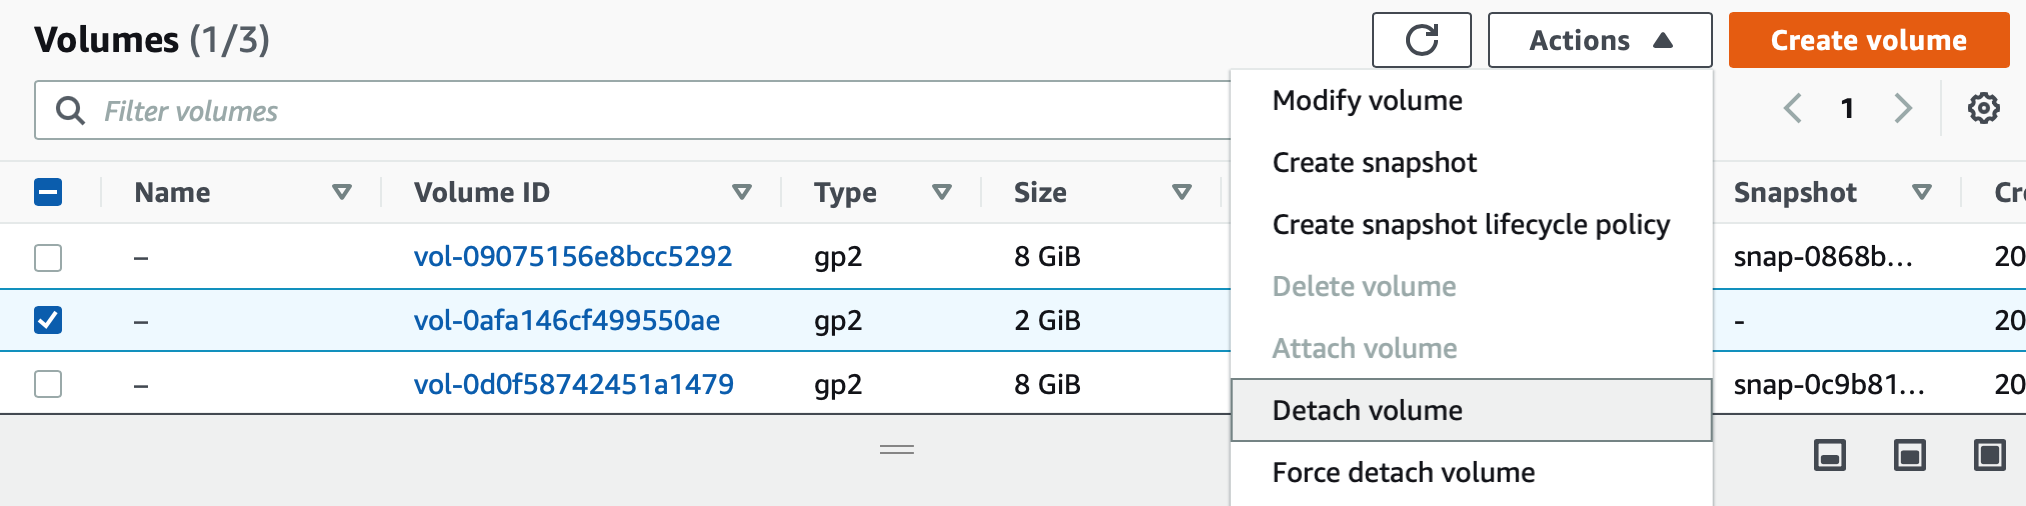 Volumes (1/3)
Actions
Create volume
Filter volumes
1
Modify volume
Create snapshot
Create snapshot lifecycle policy
Delete volume
Attach volume
Detach volume
Force detach volume
Name Volume ID Type Size Snapshot Cr
– vol-09075156e8bcc5292 gp2 8 GiB snap-0868b... 20
– vol-0afa146cf499550ae gp2 2 GiB - 20
– vol-0d0f58742451a1479 gp2 8 GiB snap-0c9b81... 20